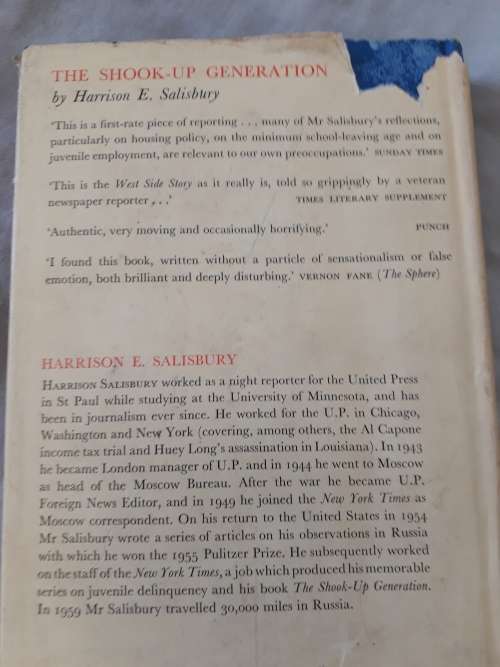 THE SHOOK-UP GENERATION
by Harrison E. Salisbury
'This is a first-rate piece of reporting . . . many of Mr Salisbury's reflections,
particularly on housing policy, on the minimum school-leaving age and on
juvenile employment, are relevant to our own preoccupations.' SUNDAY TIMES
'This is the West Side Story as it really is, told so grippingly by a veteran
newspaper reporter . . .' TIMES LITERARY SUPPLEMENT
'Authentic, very moving and occasionally horrifying.' PUNCH
'I found this book, written without a particle of sensationalism or false
emotion, both brilliant and deeply disturbing.' VERNON FANE (The Sphere)
HARRISON E. SALISBURY
HARRISON SALISBURY worked as a night reporter for the United Press
in St Paul while studying at the University of Minnesota, and has
been in journalism ever since. He worked for the U.P. in Chicago,
Washington and New York (covering, among others, the Al Capone
income tax trial and Huey Long's assassination in Louisiana). In 1943
he became London manager of U.P. and in 1944 he went to Moscow
as head of the Moscow Bureau. After the war he became U.P.
Foreign News Editor, and in 1949 he joined the New York Times as
Moscow correspondent. On his return to the United States in 1954
Mr Salisbury wrote a series of articles on his observations in Russia
with which he won the 1955 Pulitzer Prize. He subsequently worked
on the staff of the New York Times, a job which produced his memorable
series on juvenile delinquency and his book The Shook-Up Generation.
In 1959 Mr Salisbury travelled 30,000 miles in Russia.